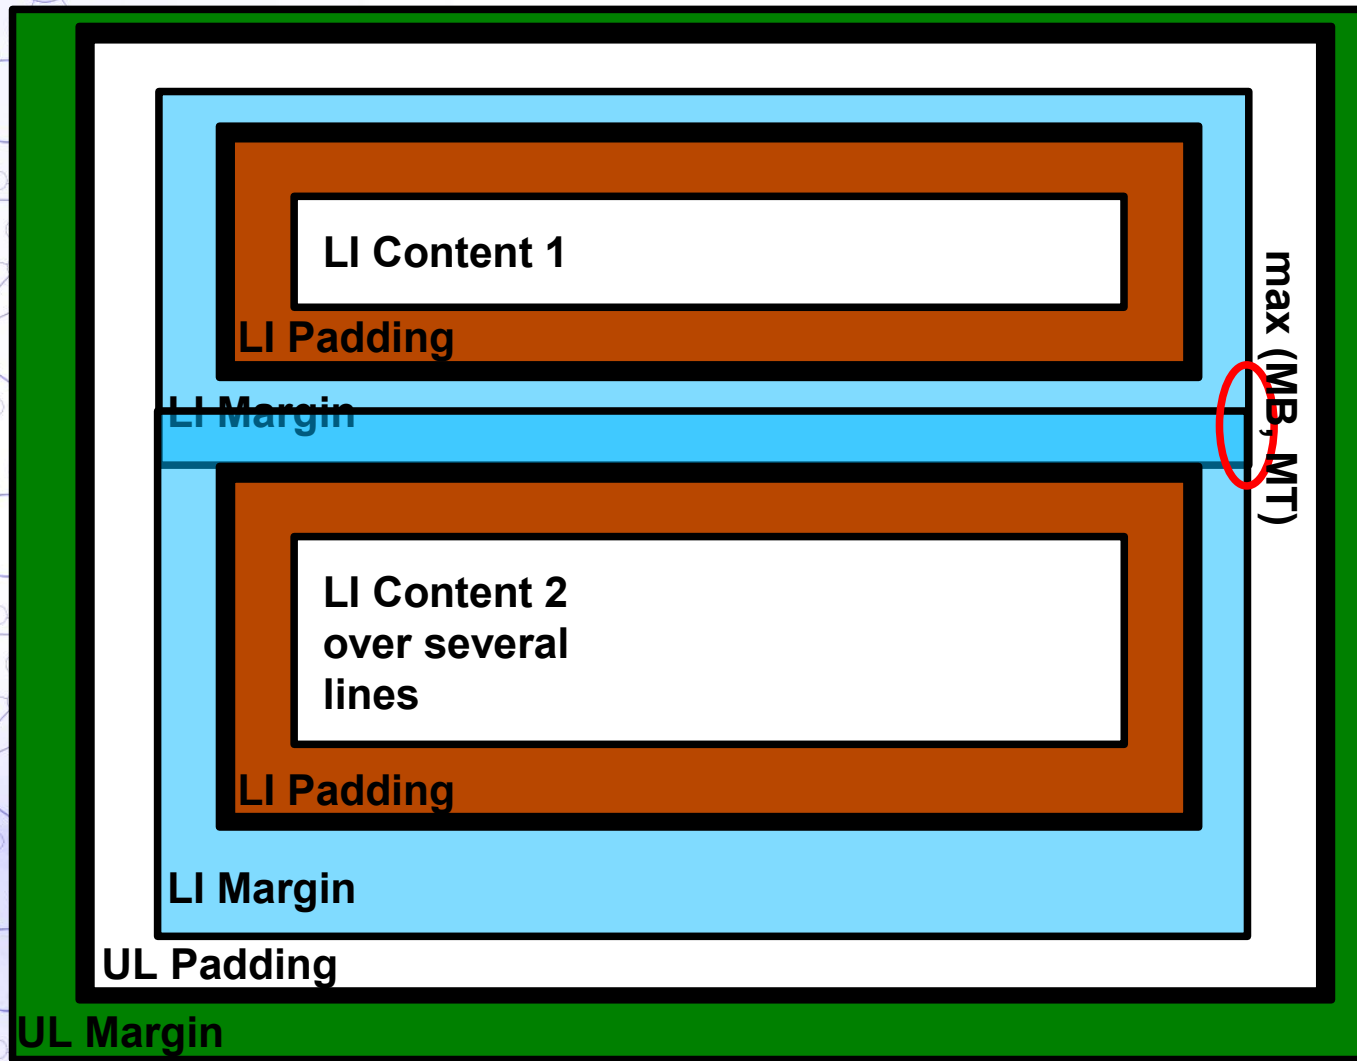 LI Content 1
LI Padding
LI Margin
max (MB, MT)
LI Content 2
over several
lines
LI Padding
LI Margin
UL Padding
UL Margin